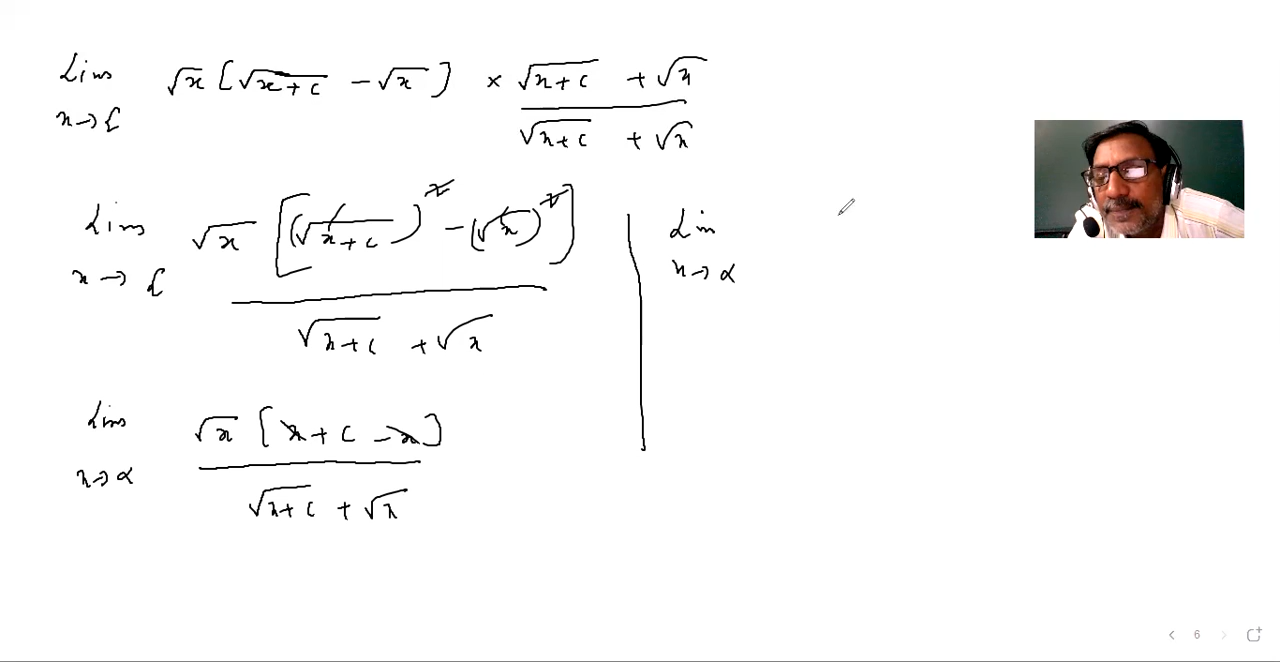 Lim √x [√x+c − √x] × √x+c + √x
x→{ √x+c + √x
Lim √x [(√x+c)² − (√x)²]
x→{ √x+c + √x
Lim √x [x + c − x]
x→α √x+c + √x
Lim
x→α
6